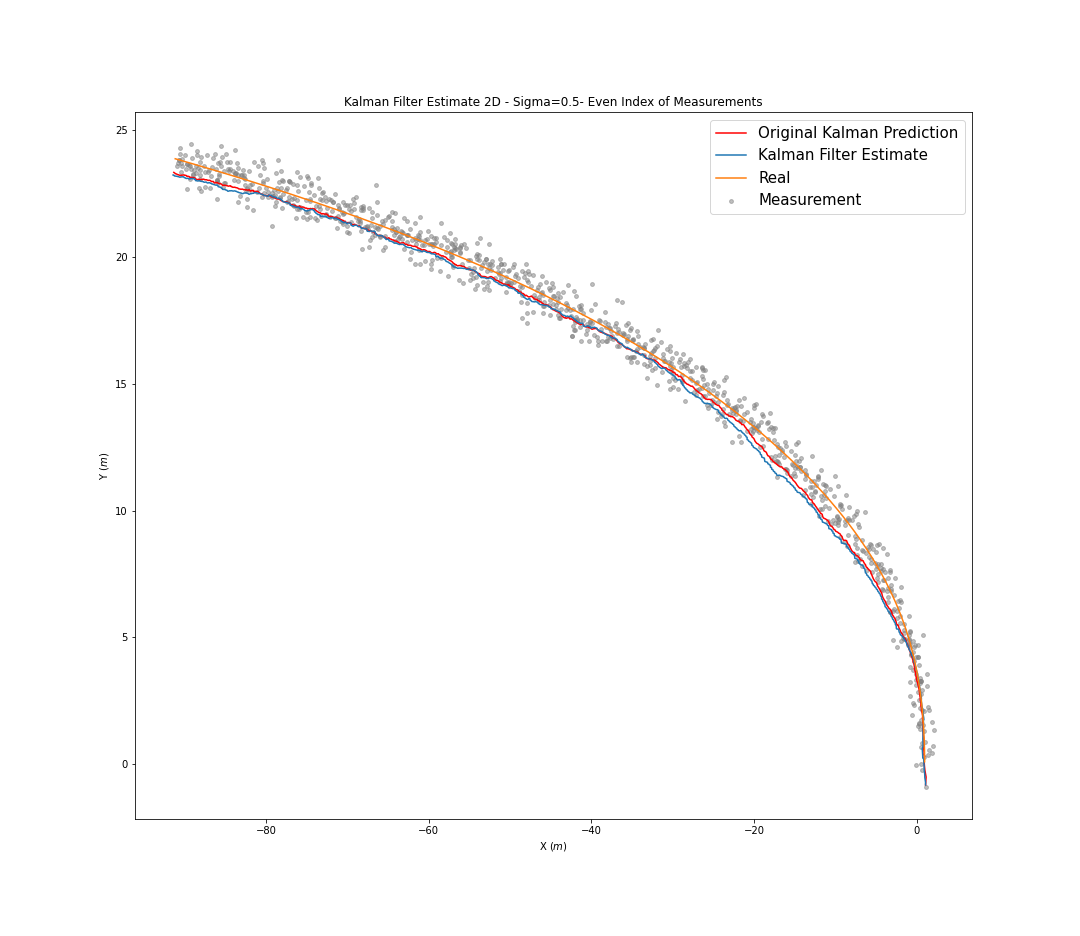 Kalman Filter Estimate 2D - Sigma=0.5- Even Index of Measurements
Original Kalman Prediction
Kalman Filter Estimate
Real
Measurement
25
20
15
10
5
0
Y (m)
−80
−60
−40
−20
0
X (m)